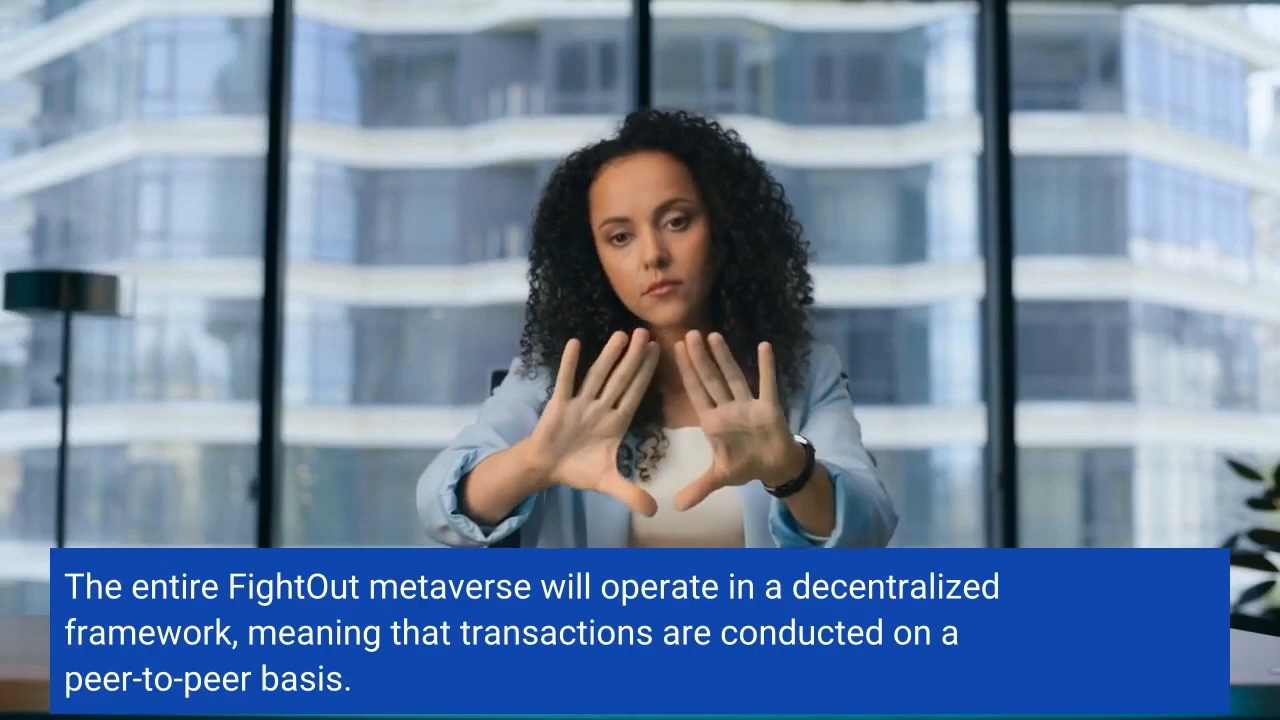 The entire FightOut metaverse will operate in a decentralized
framework, meaning that transactions are conducted on a
peer-to-peer basis.